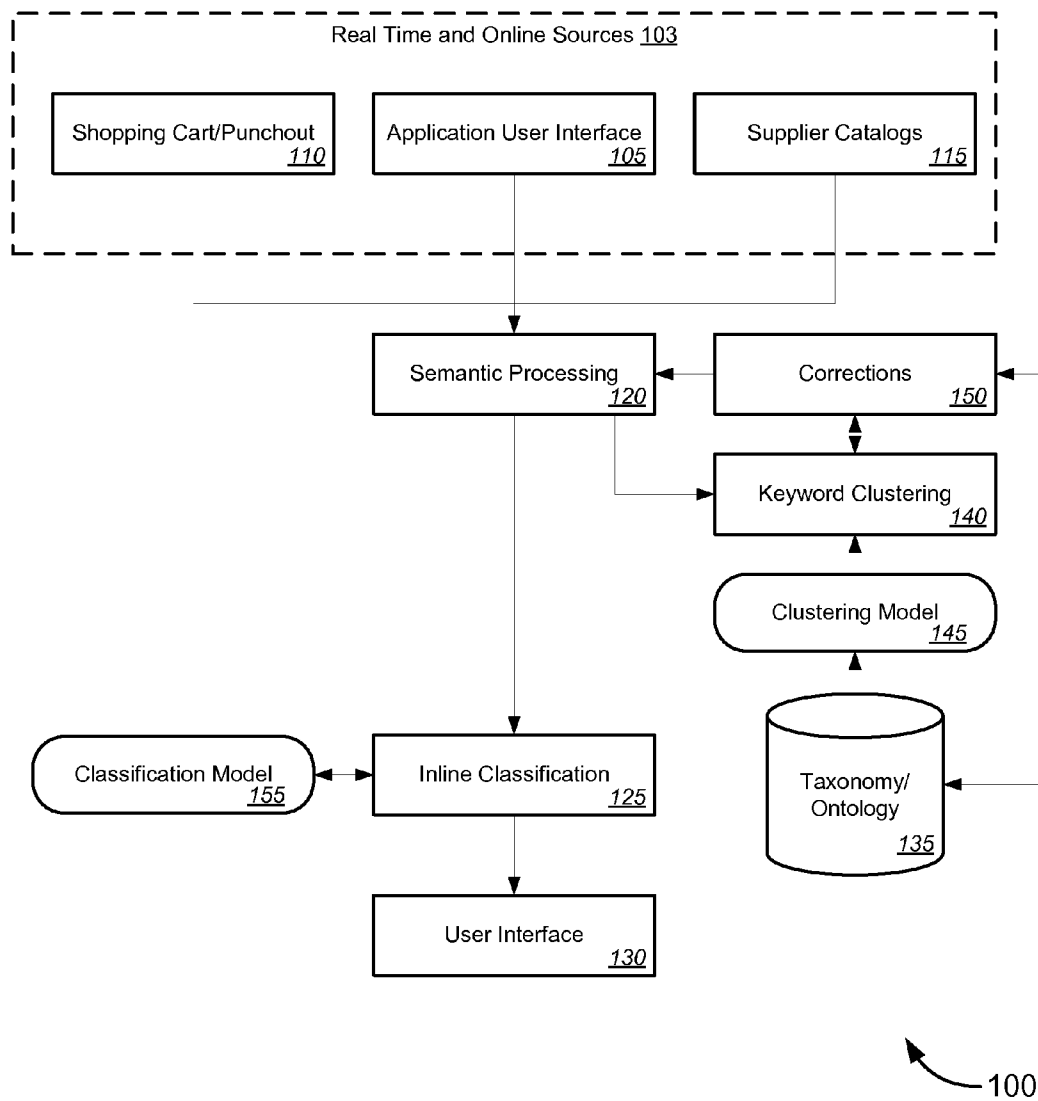 Real Time and Online Sources 103
Shopping Cart/Punchout
110
Application User Interface
105
Supplier Catalogs
115
Semantic Processing
120
Corrections
150
Keyword Clustering
140
Clustering Model
145
Classification Model
155
Inline Classification
125
Taxonomy/
Ontology
135
User Interface
130
100